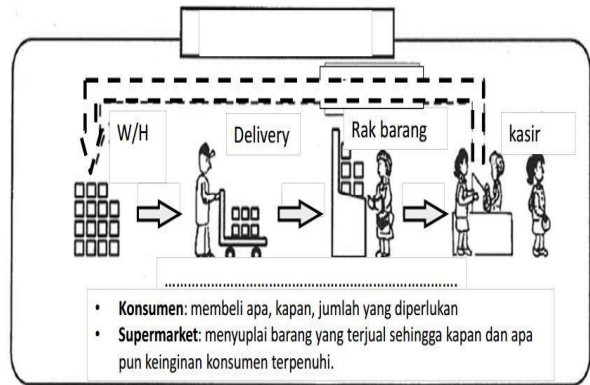 W/H
Delivery
Rak barang
kasir
................................................................
• Konsumen: membeli apa, kapan, jumlah yang diperlukan
• Supermarket: menyuplai barang yang terjual sehingga kapan dan apa
pun keinginan konsumen terpenuhi.